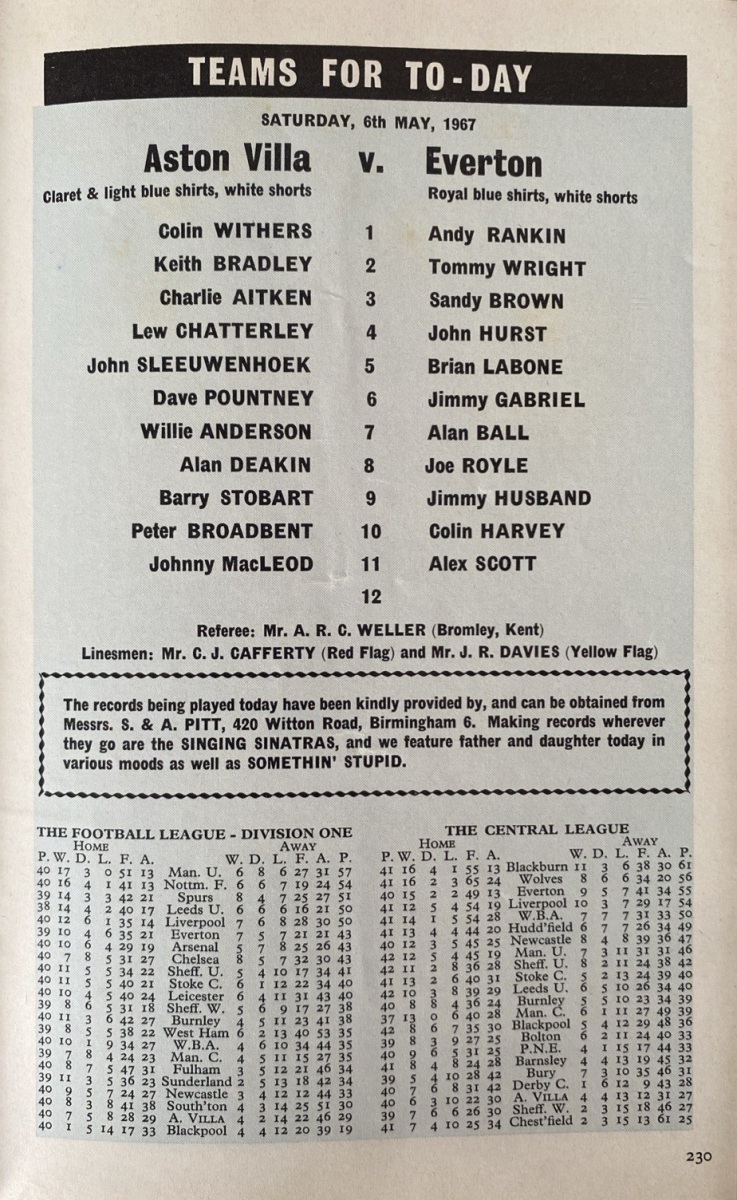 TEAMS FOR TO-DAY
SATURDAY, 6th MAY, 1967
Aston Villa v. Everton
Claret & light blue shirts, white shorts Royal blue shirts, white shorts
Colin WITHERS 1 Andy RANKIN
Keith BRADLEY 2 Tommy WRIGHT
Charlie AITKEN 3 Sandy BROWN
Lew CHATTERLEY 4 John HURST
John SLEEUWENHOEK 5 Brian LABONE
Dave POUNTNEY 6 Jimmy GABRIEL
Willie ANDERSON 7 Alan BALL
Alan DEAKIN 8 Joe ROYLE
Barry STOBART 9 Jimmy HUSBAND
Peter BROADBENT 10 Colin HARVEY
Johnny MacLEOD 11 Alex SCOTT
12
Referee: Mr. A. R. C. WELLER (Bromley, Kent)
Linesmen: Mr. C. J. CAFFERTY (Red Flag) and Mr. J. R. DAVIES (Yellow Flag)
The records being played today have been kindly provided by, and can be obtained from
Messrs. S. & A. PITT, 420 Witton Road, Birmingham 6. Making records wherever
they go are the SINGING SINATRAS, and we feature father and daughter today in
various moods as well as SOMETHIN' STUPID.
THE FOOTBALL LEAGUE - DIVISION ONE
HOME AWAY
P. W. D. L. F. A. W. D. L. F. A. P.
40 17 3 0 51 13 Man. U. 6 8 6 27 31 57
40 16 4 1 41 13 Nottm. F. 6 6 7 19 24 54
39 14 3 3 42 21 Spurs 8 4 7 25 27 51
38 14 4 2 40 17 Leeds U. 6 6 6 16 21 50
40 12 6 1 35 14 Liverpool 7 6 8 28 30 50
39 10 4 6 35 21 Everton 7 5 7 21 21 43
40 10 6 4 29 19 Arsenal 5 7 8 25 26 43
40 7 8 5 31 27 Chelsea 8 5 7 32 30 43
40 11 5 5 34 22 Sheff. U. 5 4 10 17 34 41
40 11 5 5 40 21 Stoke C. 6 1 12 22 34 40
40 10 4 5 40 24 Leicester 6 4 11 31 43 40
39 8 6 5 31 18 Sheff. W. 5 6 9 17 27 38
40 11 3 6 42 27 Burnley 4 5 11 23 41 38
39 8 5 5 38 22 West Ham 6 2 13 40 53 35
40 10 1 9 34 27 W.B.A. 4 6 10 34 44 35
39 7 8 4 24 23 Man. C. 4 5 11 15 27 35
40 8 7 5 47 31 Fulham 3 5 12 21 46 34
39 11 3 5 36 23 Sunderland 2 5 13 18 42 34
40 9 5 7 24 27 Newcastle 3 4 12 12 44 33
40 8 3 8 41 38 South'ton 4 3 14 25 51 30
40 7 5 8 28 29 A. VILLA 4 2 14 22 46 29
40 1 5 14 17 33 Blackpool 4 4 12 20 39 19
THE CENTRAL LEAGUE
HOME AWAY
P. W. D. L. F. A. W. D. L. F. A. P.
41 16 4 1 55 13 Blackburn 11 3 6 38 30 61
41 16 2 3 65 24 Wolves 8 6 6 34 20 56
40 15 2 2 49 13 Everton 9 5 7 41 34 55
41 12 5 4 54 19 Liverpool 10 3 7 29 17 54
41 14 1 5 54 28 W.B.A. 7 7 7 31 33 50
41 13 4 4 44 20 Hudd'field 6 7 7 26 34 49
40 12 3 5 45 25 Newcastle 8 4 8 39 36 47
42 12 5 4 45 19 Man. U. 7 3 11 31 31 46
42 11 2 8 36 28 Sheff. U. 8 2 11 24 38 42
41 13 2 6 40 31 Stoke C. 5 2 13 24 39 40
42 10 3 8 39 29 Leeds U. 6 5 10 26 34 40
40 8 8 4 36 24 Burnley 5 5 10 23 34 39
37 13 0 6 40 28 Man. C. 6 1 11 27 49 39
42 8 6 7 35 30 Blackpool 5 4 12 29 48 36
39 8 3 9 27 25 Bolton 6 2 11 24 40 33
40 9 6 5 31 25 P.N.E. 4 1 15 17 44 33
41 8 4 8 24 28 Barnsley 4 4 13 19 45 32
39 5 4 10 28 42 Bury 7 3 10 35 46 31
40 7 6 8 31 42 Derby C. 1 6 12 9 43 28
40 6 3 10 22 30 A. VILLA 4 4 13 12 31 27
39 7 6 6 26 30 Sheff. W. 2 3 15 18 46 27
41 7 4 10 25 34 Chest'field 2 3 15 13 61 25
230